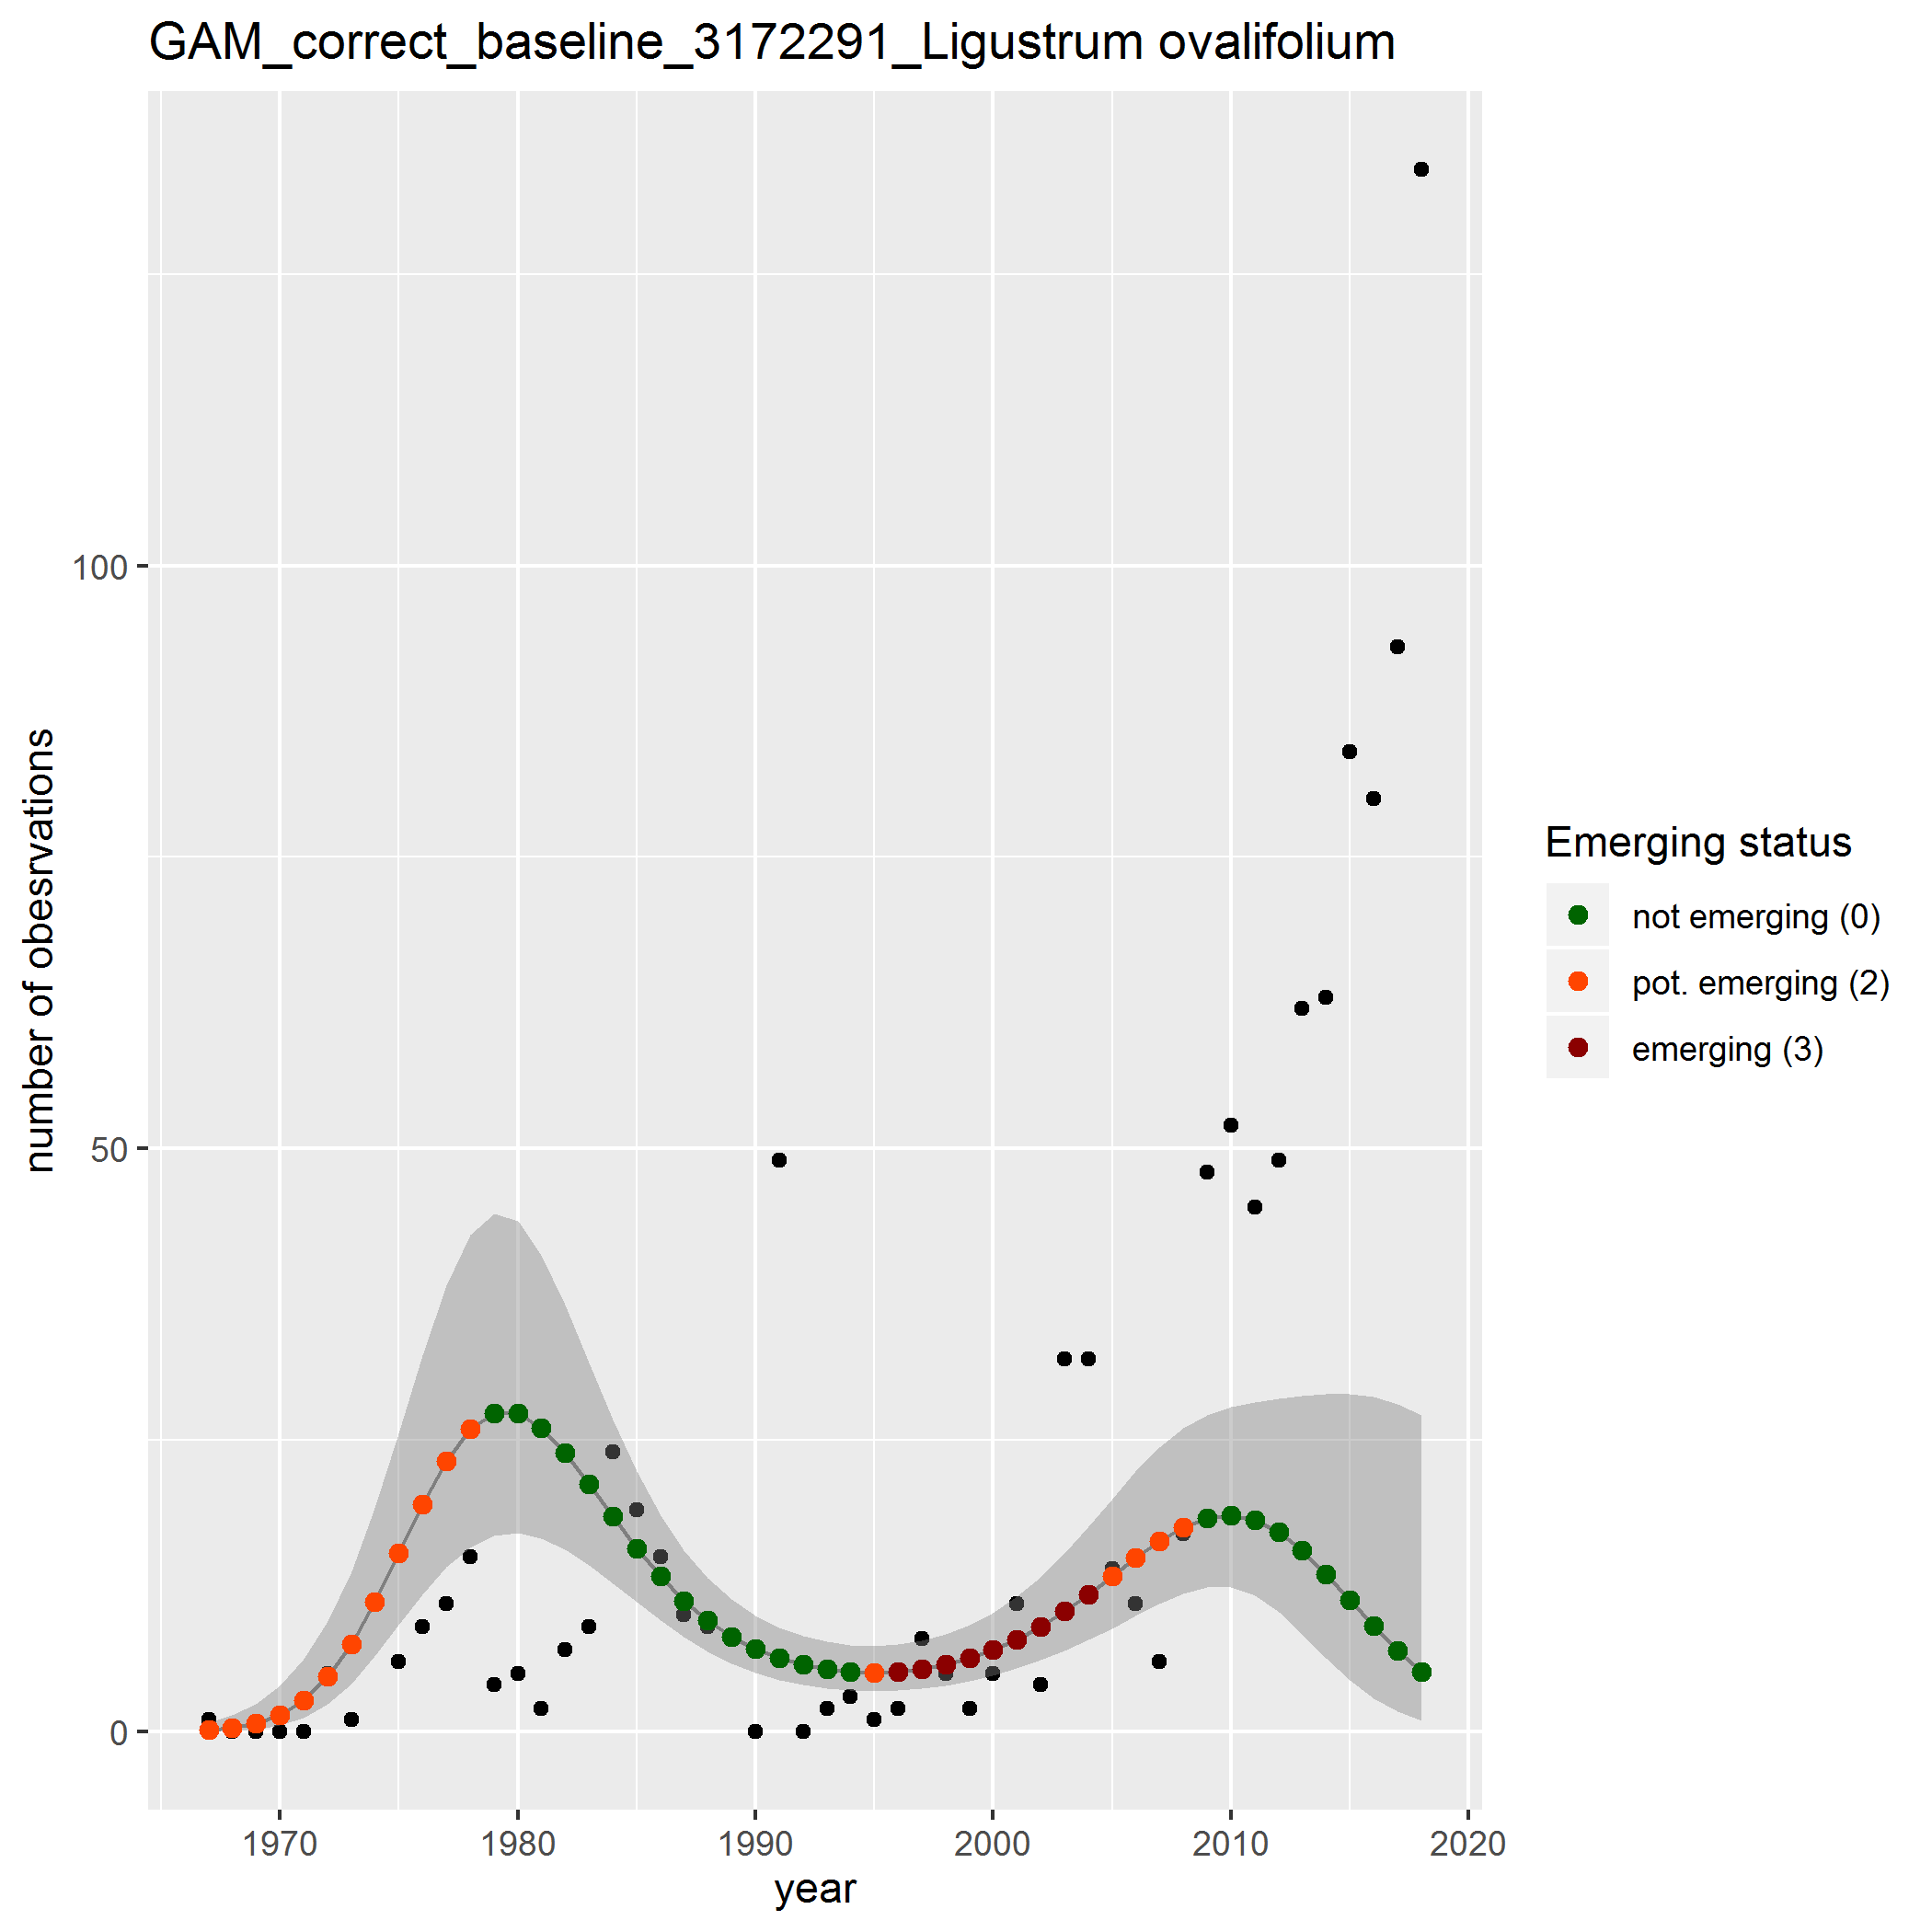 GAM_correct_baseline_3172291_Ligustrum ovalifolium
number of obesrvations
100
50
0
1970 1980 1990 2000 2010 2020
year
Emerging status
not emerging (0)
pot. emerging (2)
emerging (3)